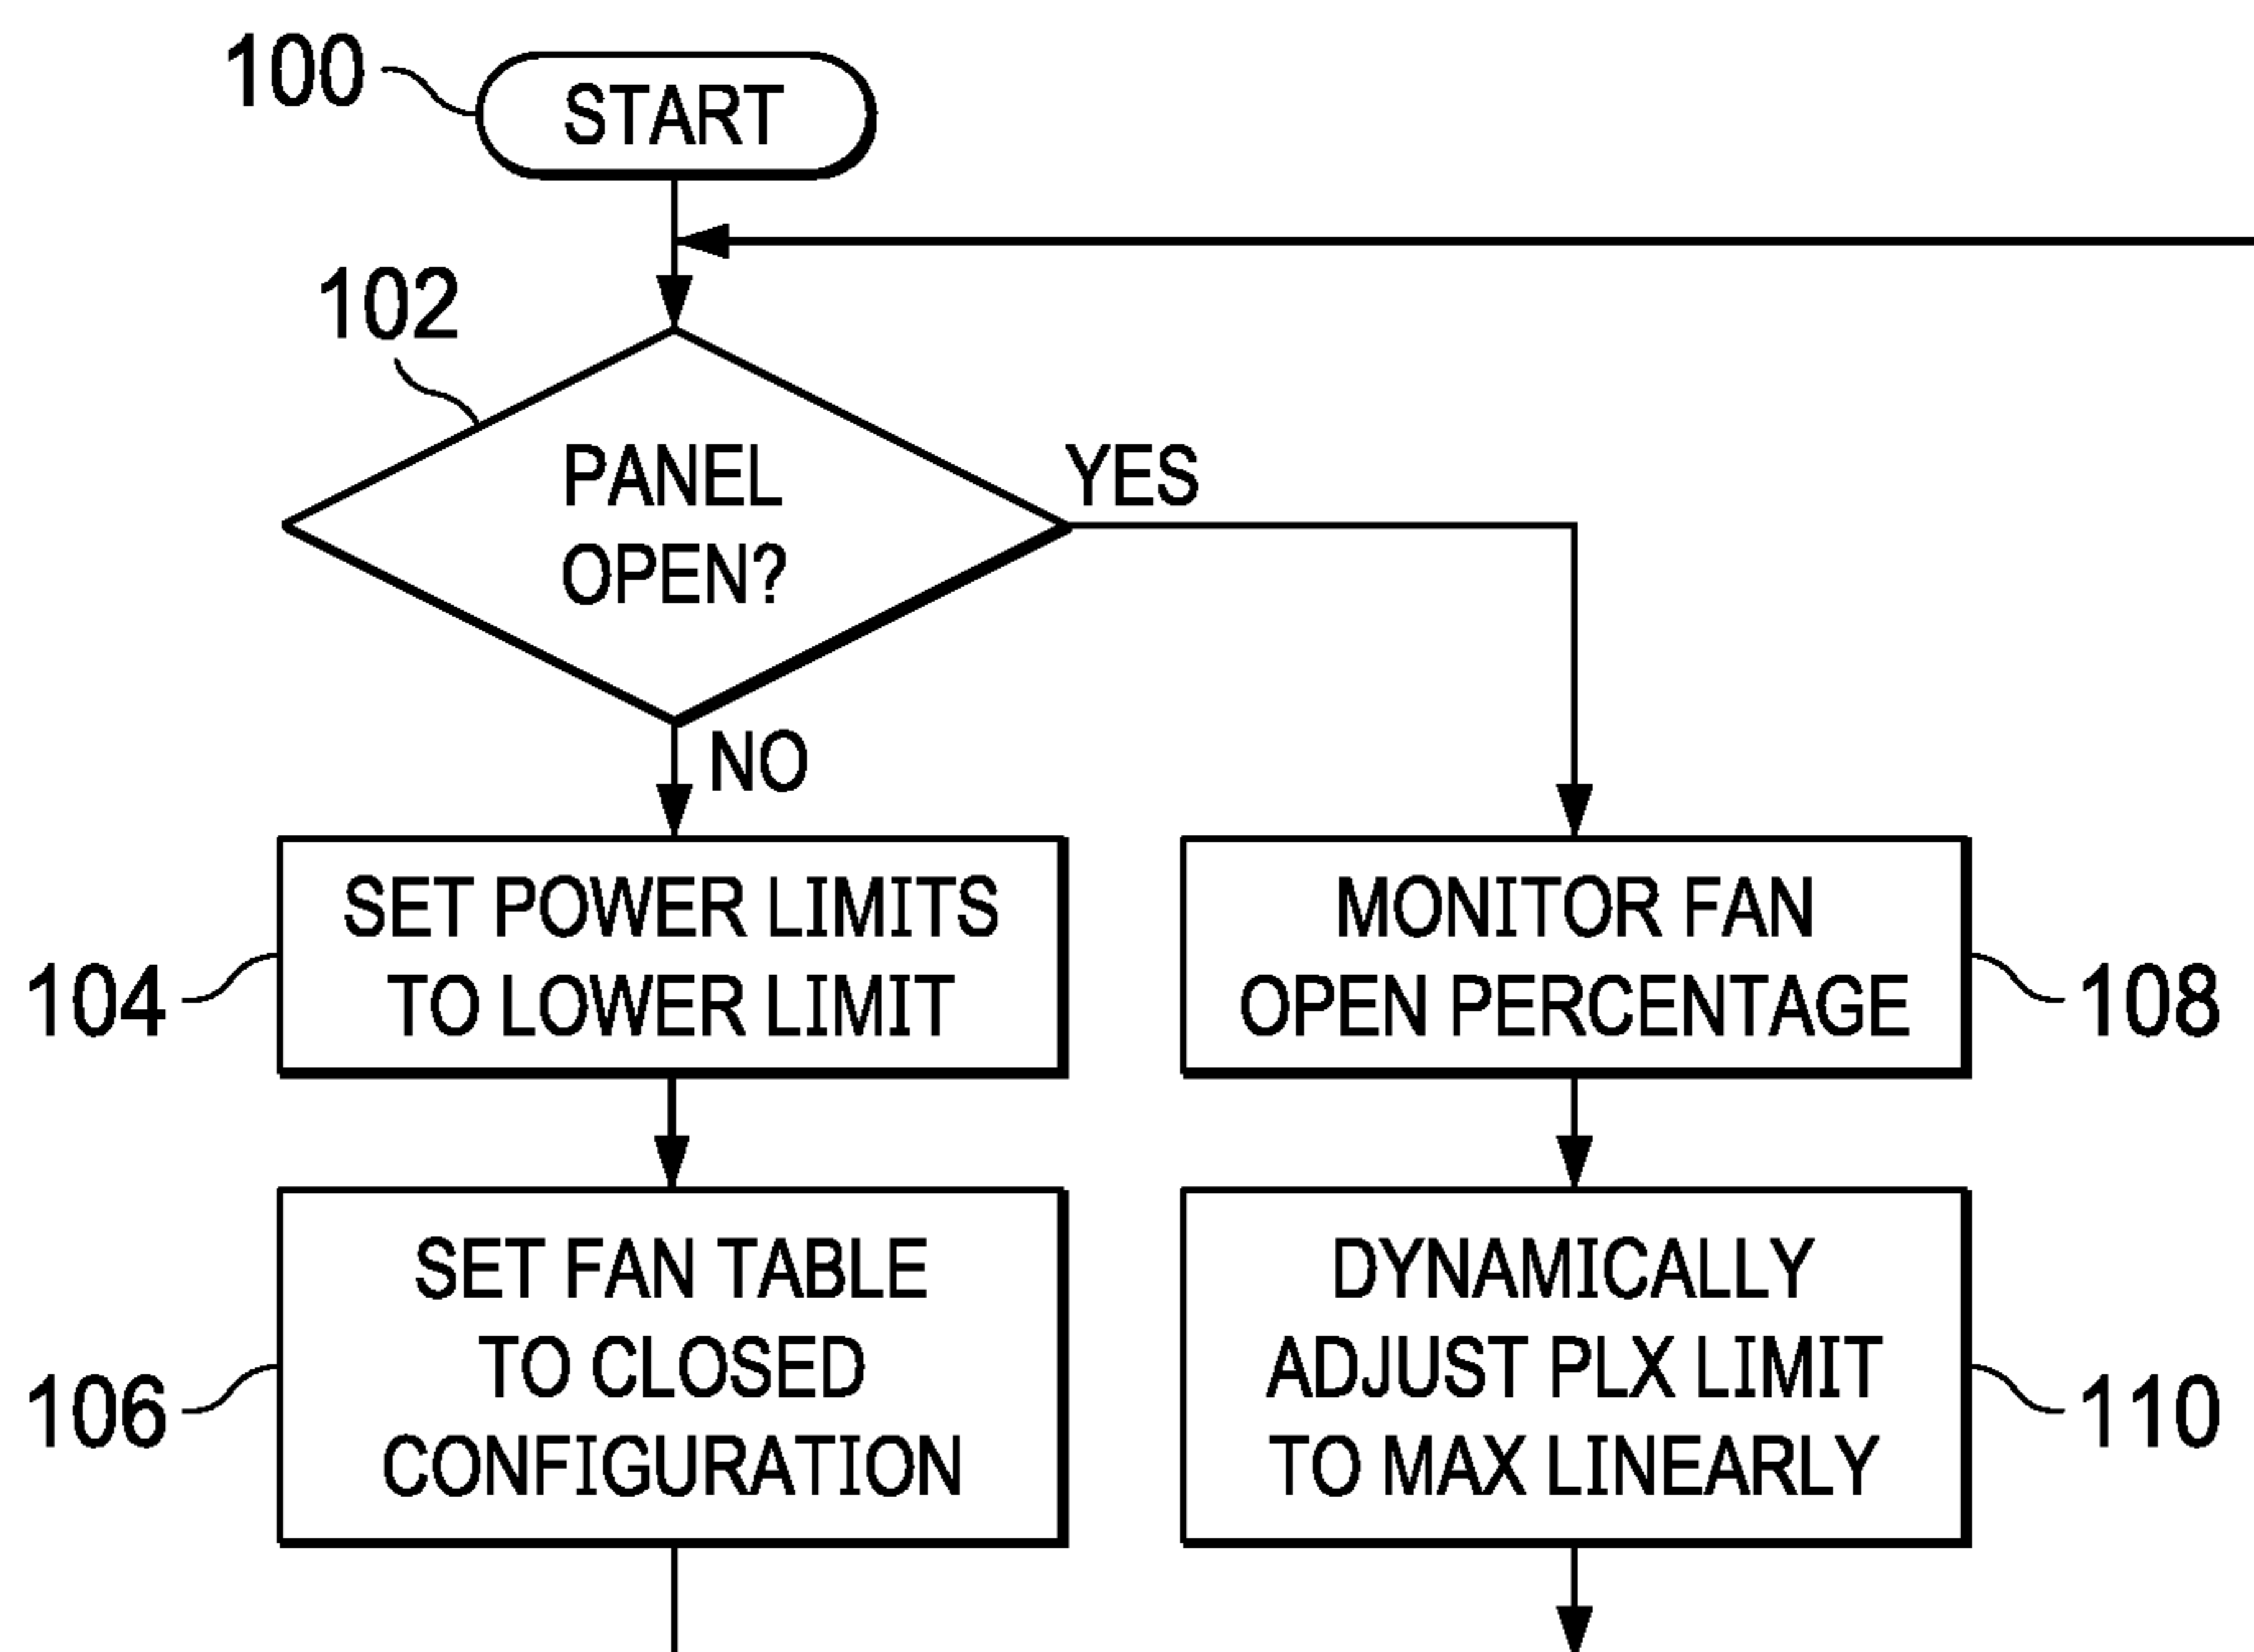 100
START
102
PANEL
OPEN?
YES
NO
104
SET POWER LIMITS
TO LOWER LIMIT
MONITOR FAN
OPEN PERCENTAGE
108
106
SET FAN TABLE
TO CLOSED
CONFIGURATION
DYNAMICALLY
ADJUST PLX LIMIT
TO MAX LINEARLY
110